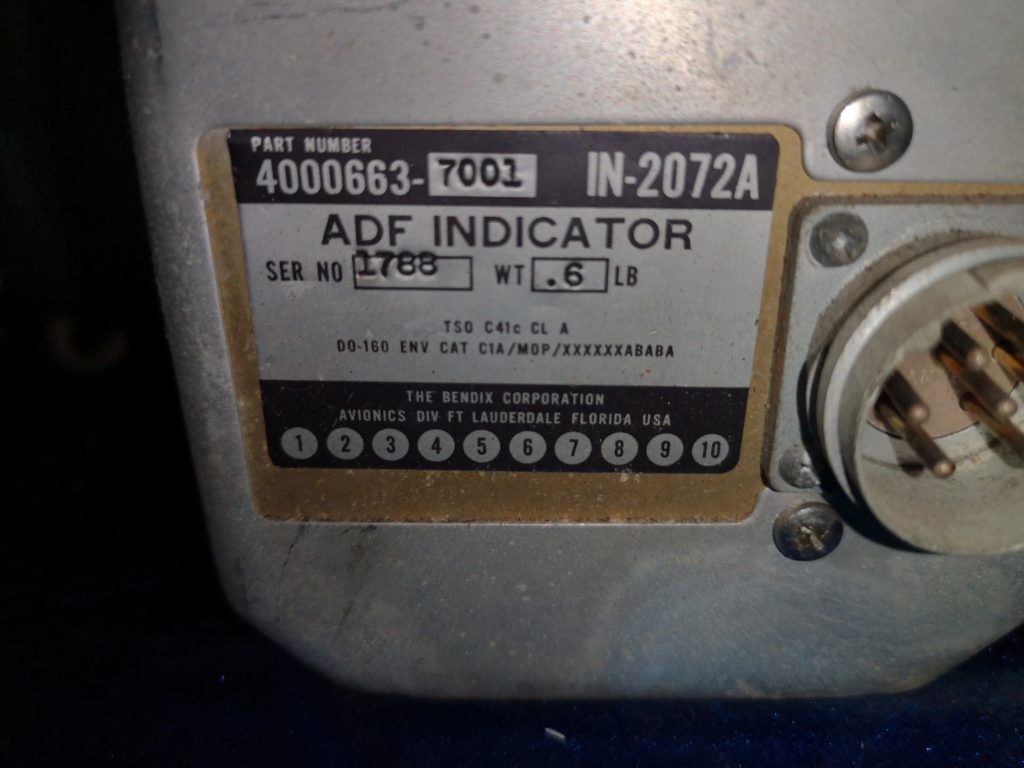 PART NUMBER
4000663-7001 IN-2072A
ADF INDICATOR
SER NO 1788 WT .6 LB
TSO C41c CL A
DO-160 ENV CAT C1A/MOP/XXXXXXABABA
THE BENDIX CORPORATION
AVIONICS DIV FT LAUDERDALE FLORIDA USA
1 2 3 4 5 6 7 8 9 10